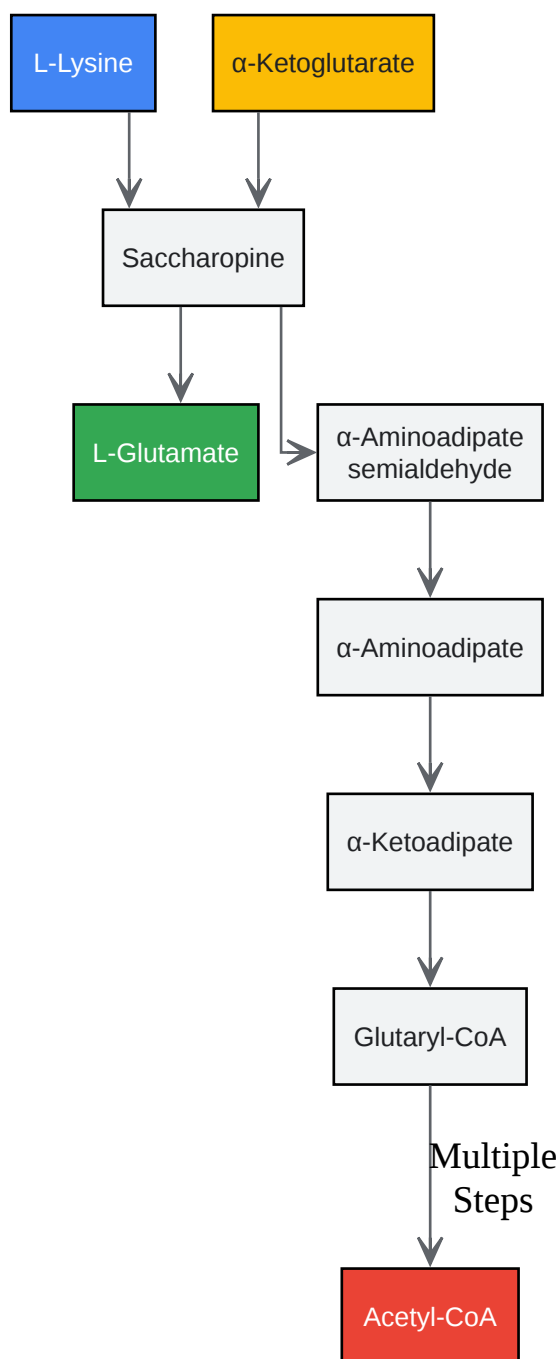 L-Lysine
α-Ketoglutarate
Saccharopine
L-Glutamate
α-Aminoadipate
semialdehyde
α-Aminoadipate
α-Ketoadipate
Glutaryl-CoA
Multiple
Steps
Acetyl-CoA